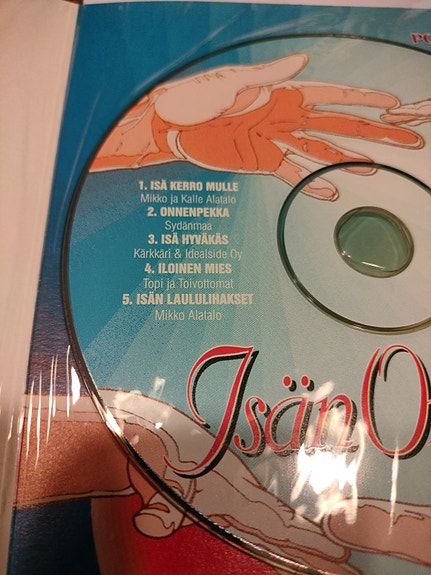 1. ISÄ KERRO MULLE
Mikko ja Kalle Alatalo
2. ONNENPEKKA
Sydänmaa
3. ISÄ HYVÄKÄS
Kärkkäri & Idealside Oy
4. ILOINEN MIES
Topi ja Toivottomat
5. ISÄN LAULULIHAKSET
Mikko Alatalo
Isän